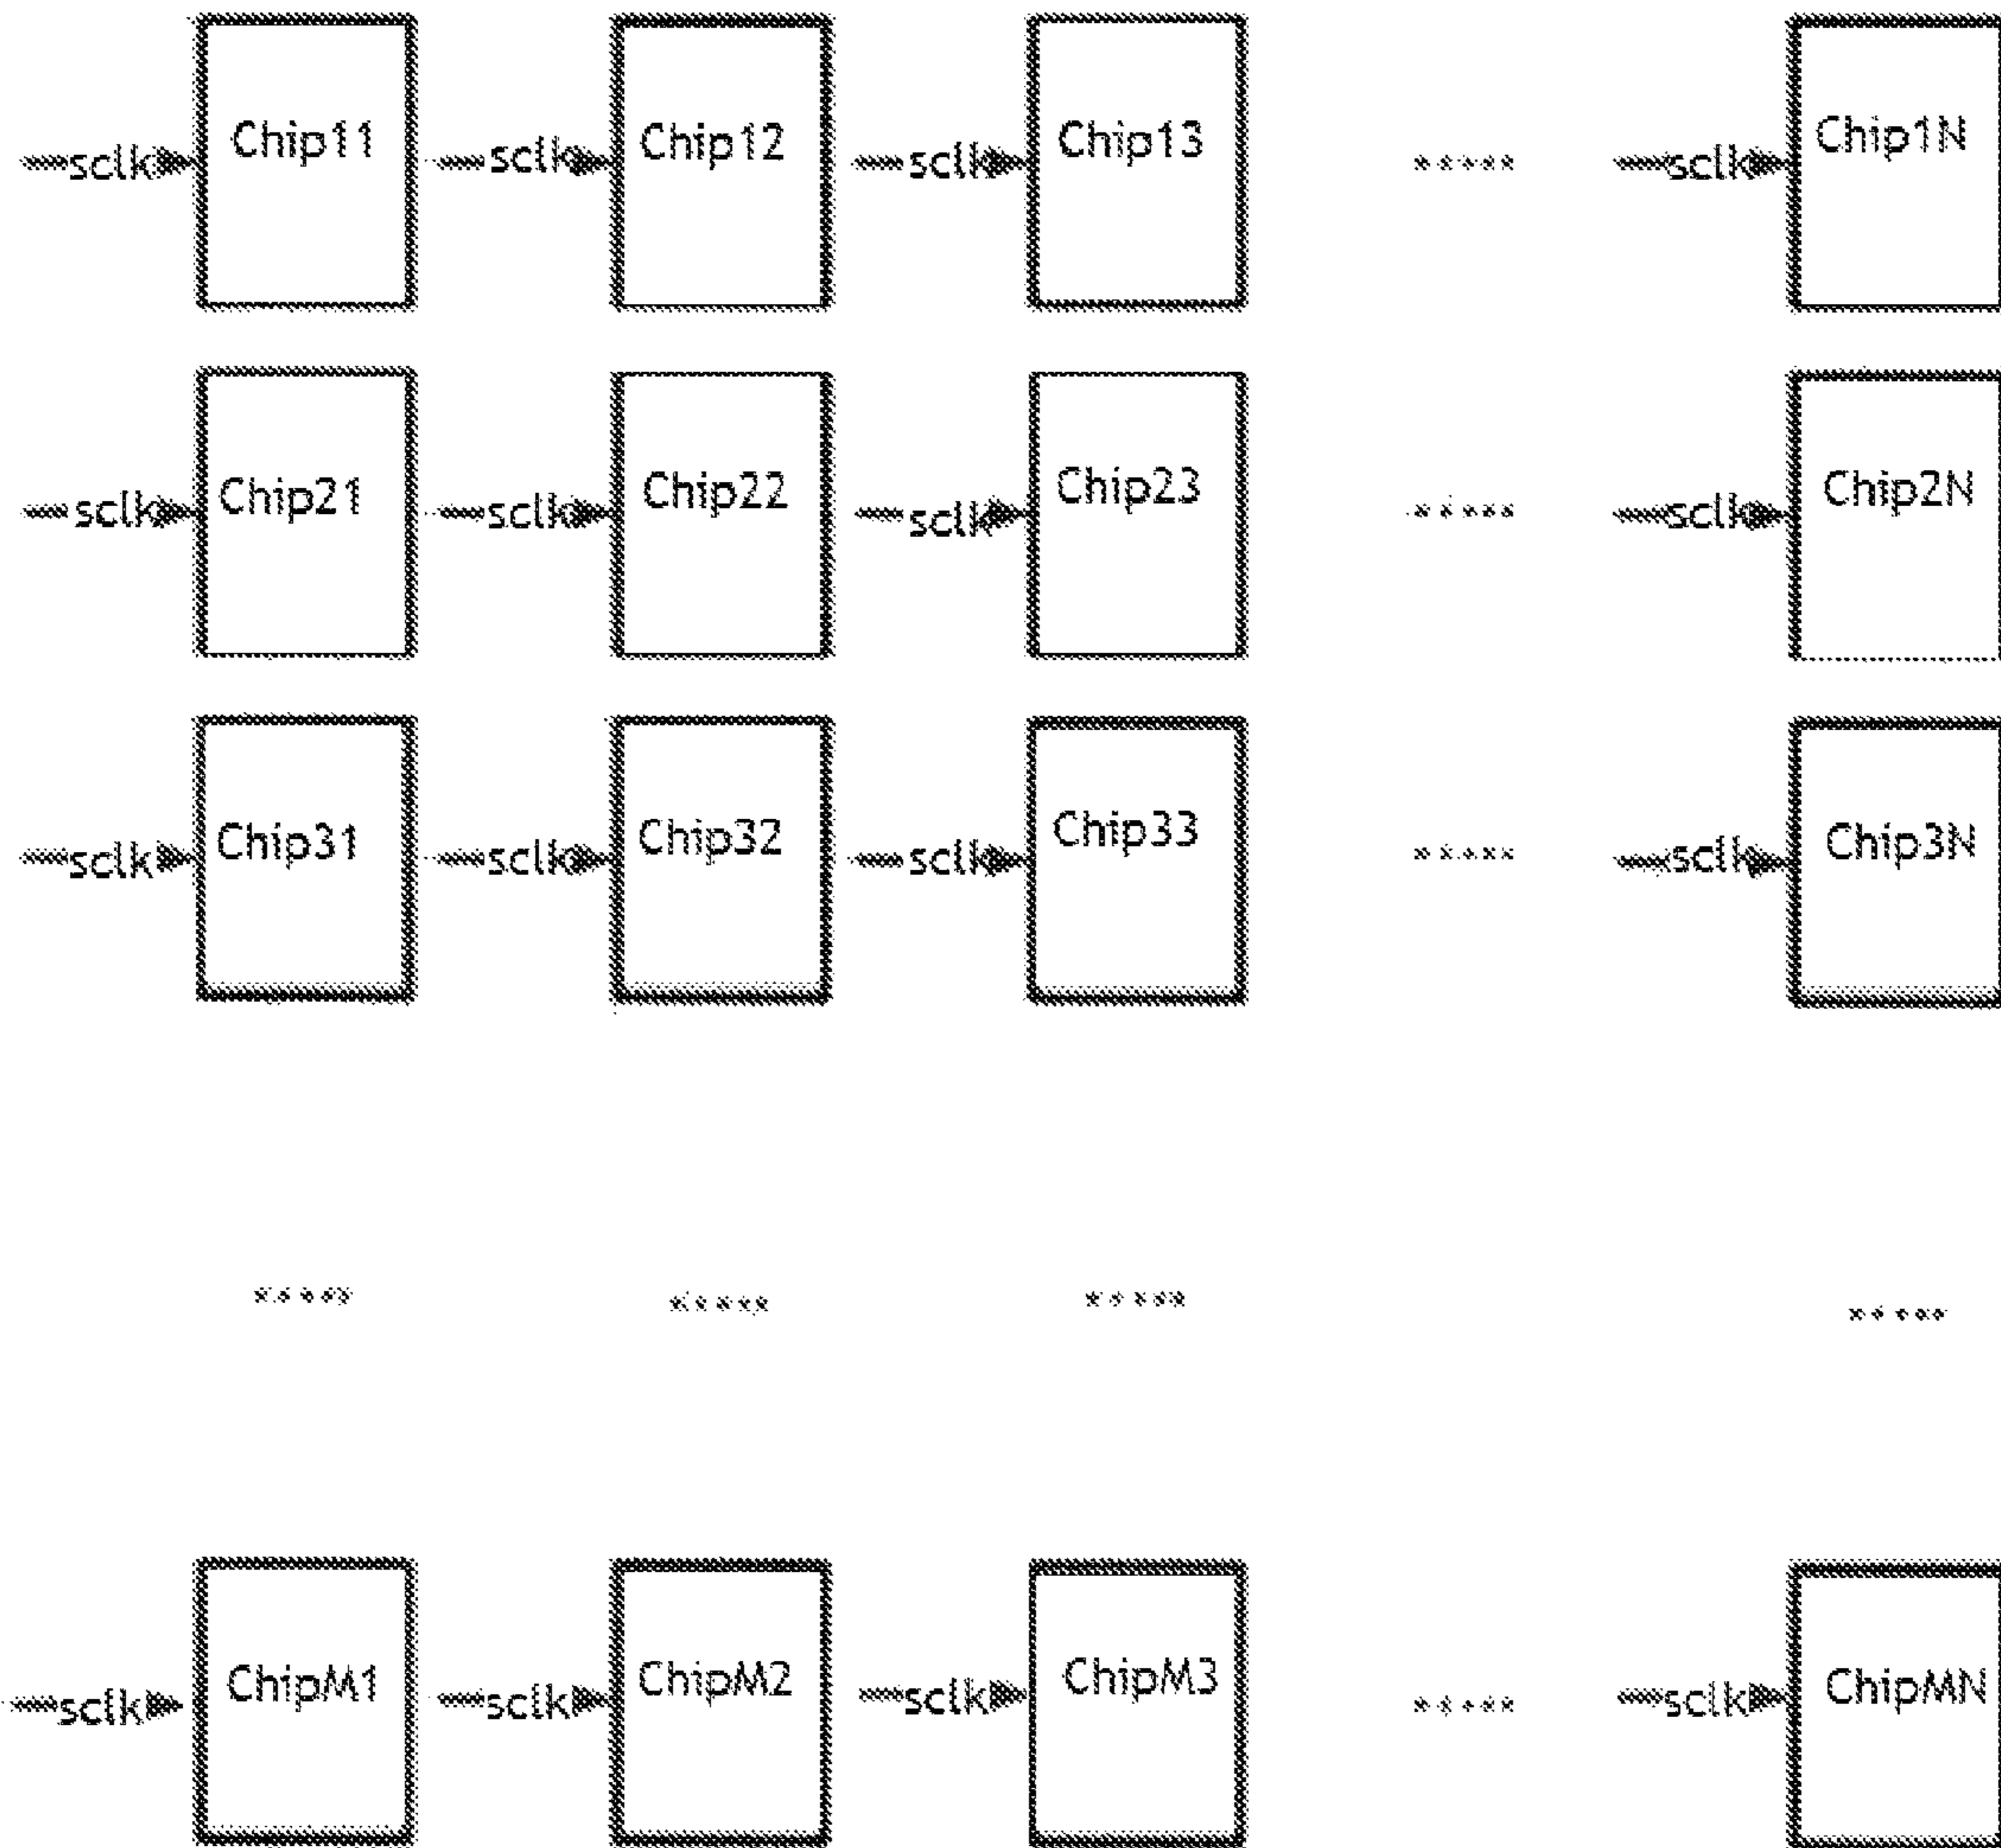 sclk Chip11 sclk Chip12 sclk Chip13 ..... sclk Chip1N
sclk Chip21 sclk Chip22 sclk Chip23 ..... sclk Chip2N
sclk Chip31 sclk Chip32 sclk Chip33 ..... sclk Chip3N
..... ..... ..... .....
sclk ChipM1 sclk ChipM2 sclk ChipM3 ..... sclk ChipMN